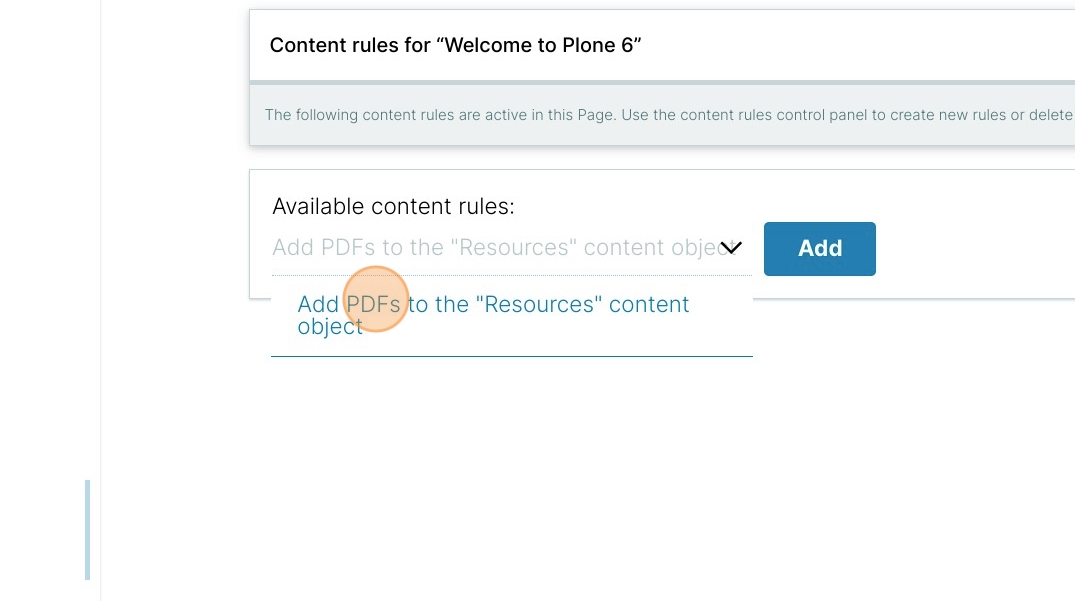 Content rules for “Welcome to Plone 6”
The following content rules are active in this Page. Use the content rules control panel to create new rules or delete
Available content rules:
Add PDFs to the "Resources" content object
Add
Add PDFs to the "Resources" content
object